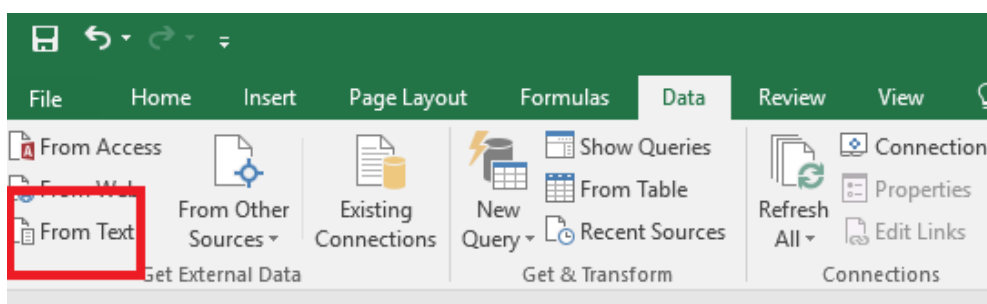 File Home Insert Page Layout Formulas Data Review View
From Access
From Web
From Text
From Other
Sources
Existing
Connections
Get External Data
New
Query
Show Queries
From Table
Recent Sources
Get & Transform
Refresh
All
Connection
Properties
Edit Links
Connections